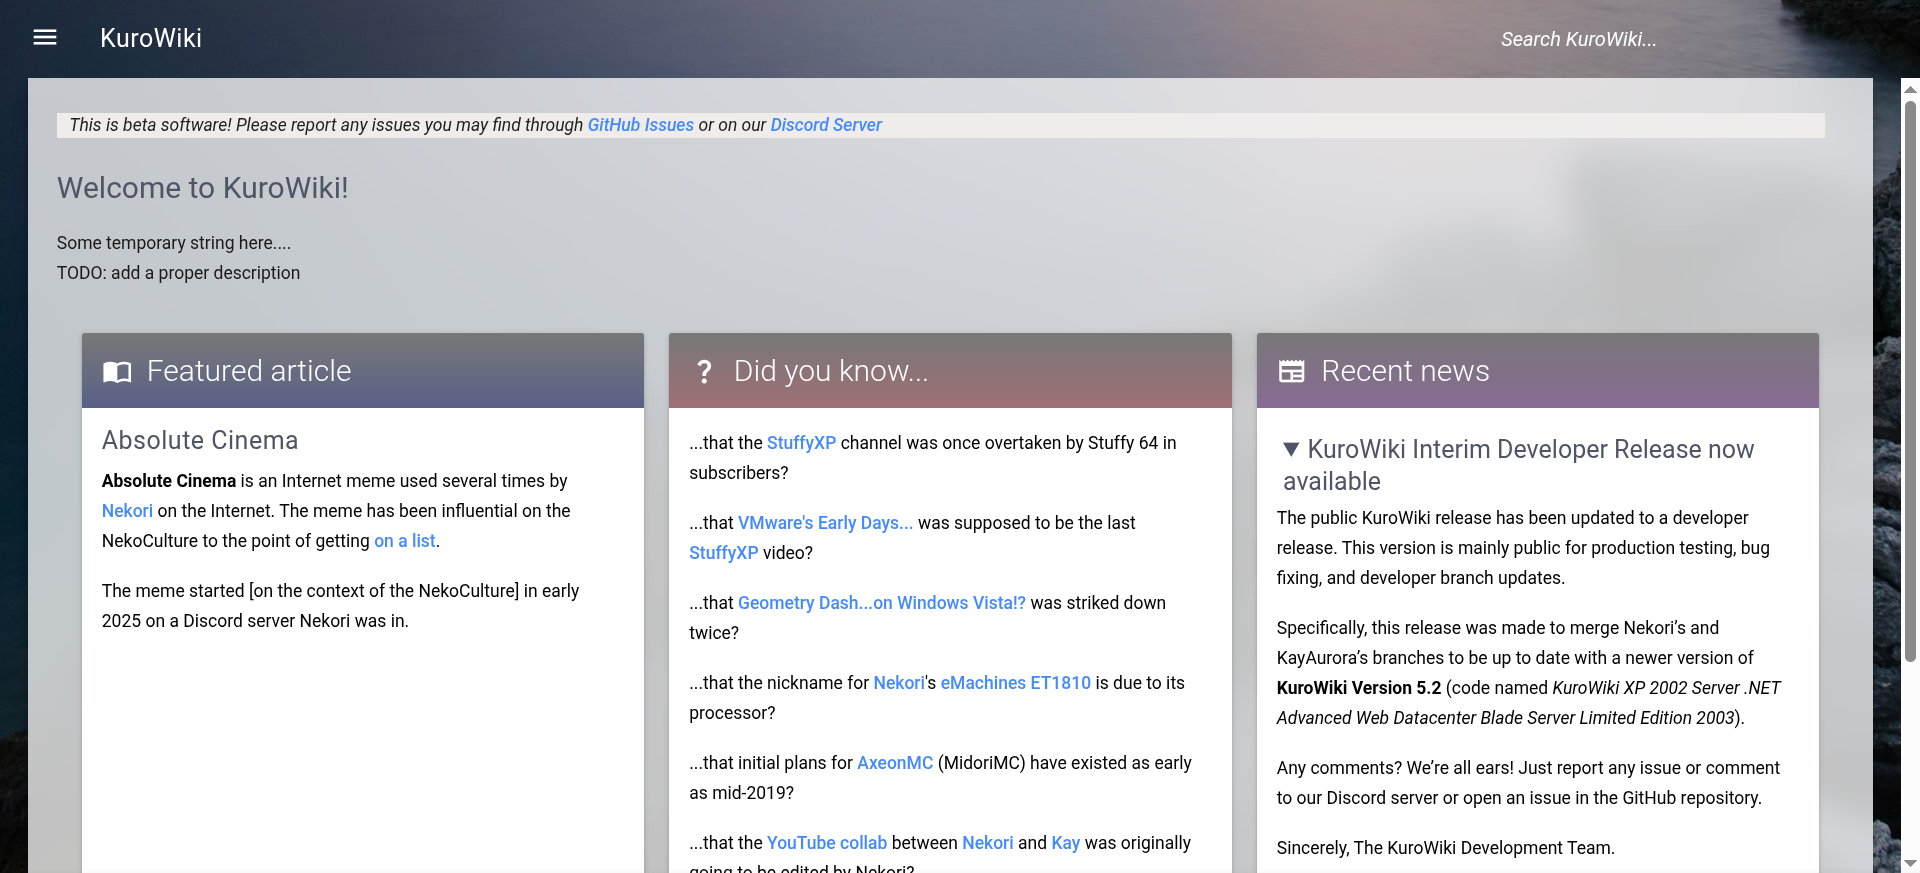 KuroWiki
Search KuroWiki...
This is beta software! Please report any issues you may find through GitHub Issues or on our Discord Server
Welcome to KuroWiki!
Some temporary string here....
TODO: add a proper description
Featured article
Absolute Cinema
Absolute Cinema is an Internet meme used several times by
Nekori on the Internet. The meme has been influential on the
NekoCulture to the point of getting on a list.
The meme started [on the context of the NekoCulture] in early
2025 on a Discord server Nekori was in.
Did you know...
...that the StuffyXP channel was once overtaken by Stuffy 64 in
subscribers?
...that VMware's Early Days... was supposed to be the last
StuffyXP video?
...that Geometry Dash...on Windows Vista!? was striked down
twice?
...that the nickname for Nekori's eMachines ET1810 is due to its
processor?
...that initial plans for AxeonMC (MidoriMC) have existed as early
as mid-2019?
...that the YouTube collab between Nekori and Kay was originally
going to be edited by Nekori?
Recent news
▼ KuroWiki Interim Developer Release now
available
The public KuroWiki release has been updated to a developer
release. This version is mainly public for production testing, bug
fixing, and developer branch updates.
Specifically, this release was made to merge Nekori’s and
KayAurora’s branches to be up to date with a newer version of
KuroWiki Version 5.2 (code named KuroWiki XP 2002 Server .NET
Advanced Web Datacenter Blade Server Limited Edition 2003).
Any comments? We’re all ears! Just report any issue or comment
to our Discord server or open an issue in the GitHub repository.
Sincerely, The KuroWiki Development Team.